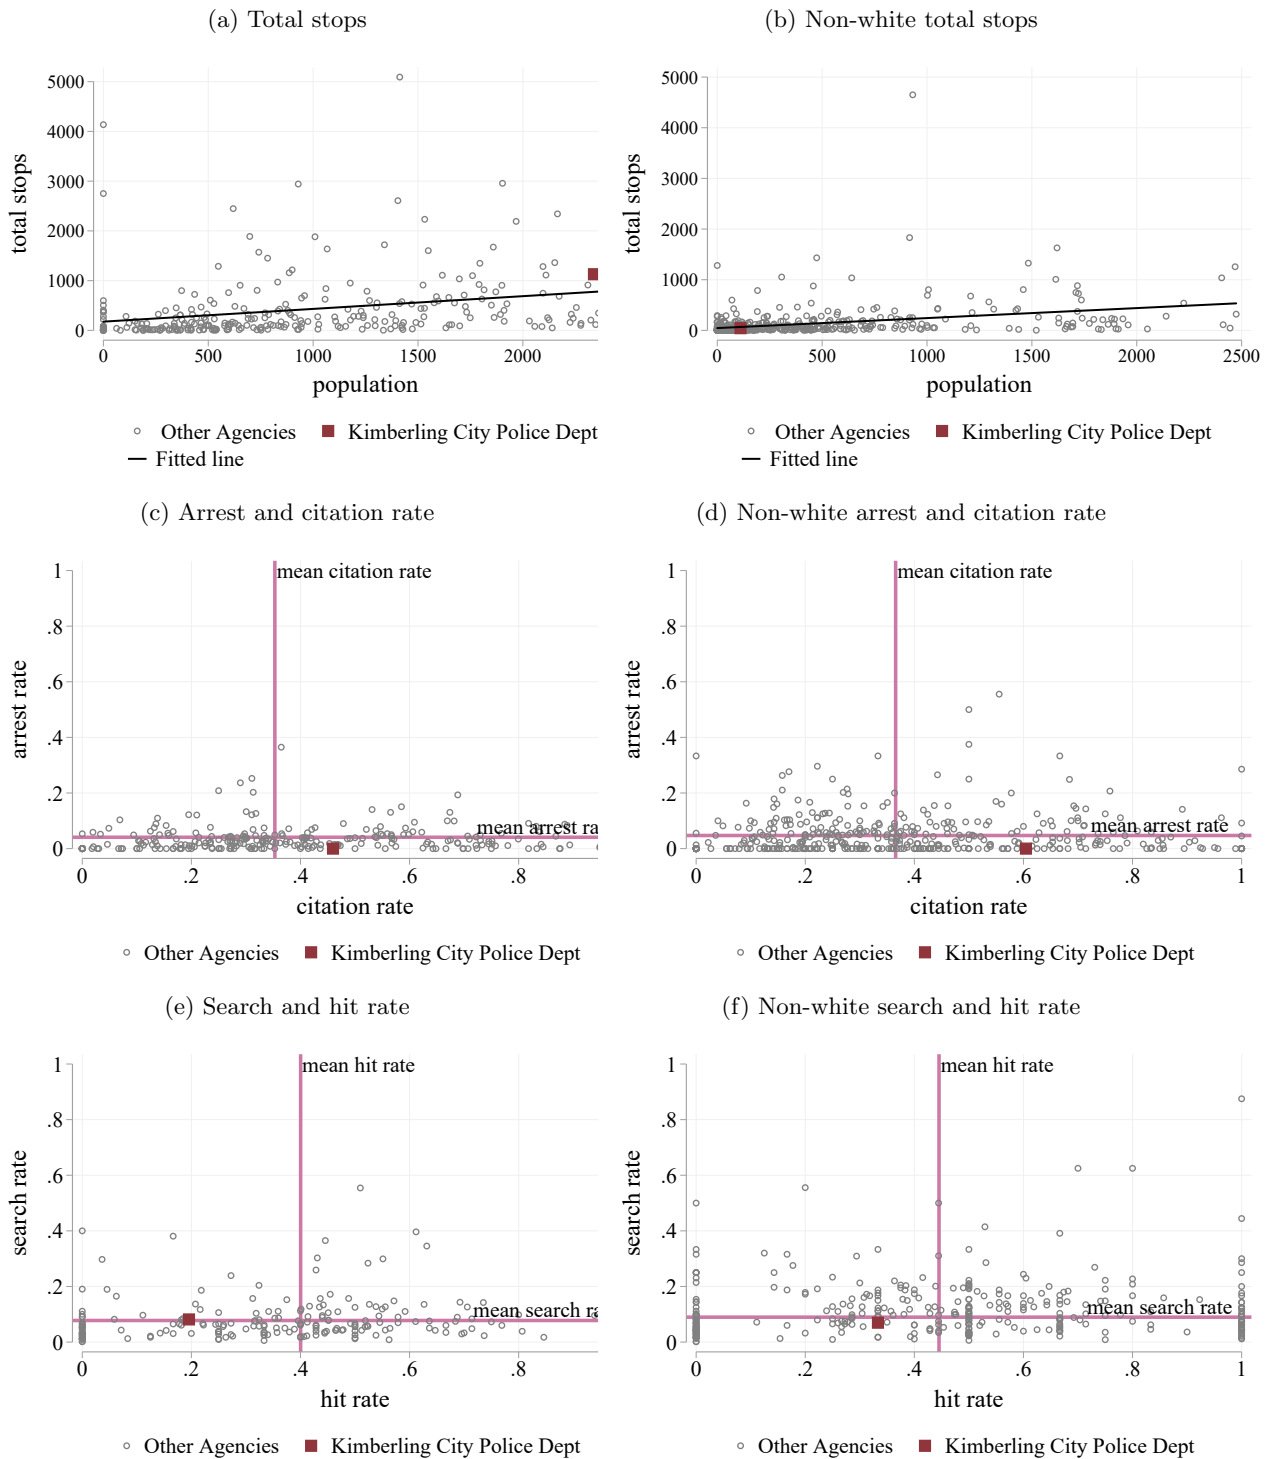 (a) Total stops
(b) Non-white total stops
total stops
5000
4000
3000
2000
1000
0
0 500 1000 1500 2000
population
Other Agencies Kimberling City Police Dept
Fitted line
total stops
5000
4000
3000
2000
1000
0
0 500 1000 1500 2000 2500
population
Other Agencies Kimberling City Police Dept
Fitted line
(c) Arrest and citation rate
(d) Non-white arrest and citation rate
arrest rate
1
.8
.6
.4
.2
0
mean citation rate
mean arrest ra
0 .2 .4 .6 .8
citation rate
Other Agencies Kimberling City Police Dept
arrest rate
1
.8
.6
.4
.2
0
mean citation rate
mean arrest rate
0 .2 .4 .6 .8 1
citation rate
Other Agencies Kimberling City Police Dept
(e) Search and hit rate
(f) Non-white search and hit rate
search rate
1
.8
.6
.4
.2
0
mean hit rate
mean search ra
0 .2 .4 .6 .8
hit rate
Other Agencies Kimberling City Police Dept
search rate
1
.8
.6
.4
.2
0
mean hit rate
mean search rate
0 .2 .4 .6 .8 1
hit rate
Other Agencies Kimberling City Police Dept